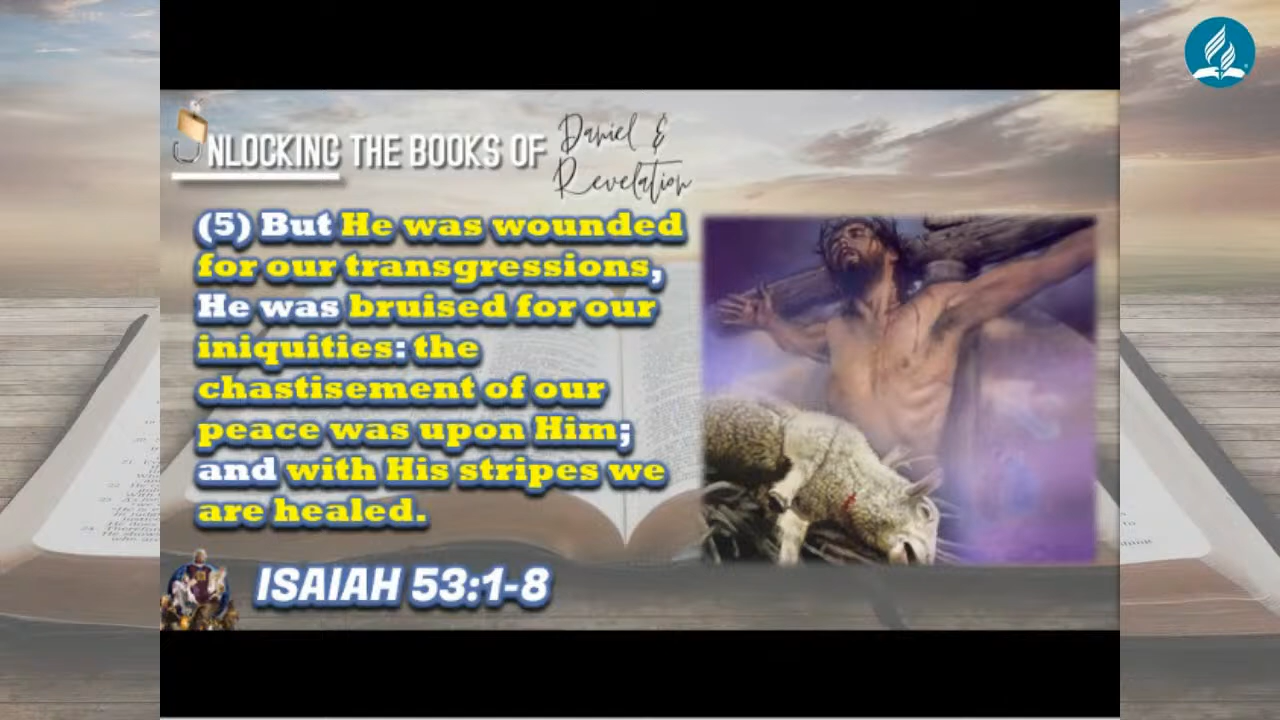 UNLOCKING THE BOOKS OF Daniel & Revelation
(5) But He was wounded
for our transgressions,
He was bruised for our
iniquities: the
chastisement of our
peace was upon Him;
and with His stripes we
are healed.
ISAIAH 53:1-8